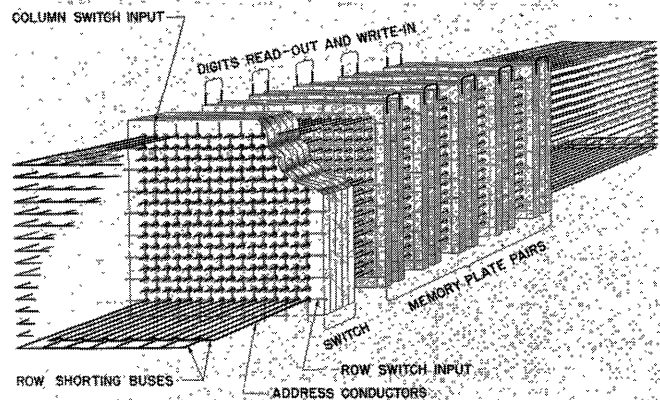 COLUMN SWITCH INPUT
DIGITS READ-OUT AND WRITE-IN
MEMORY PLATE PAIRS
SWITCH
ROW SWITCH INPUT
ROW SHORTING BUSES
ADDRESS CONDUCTORS